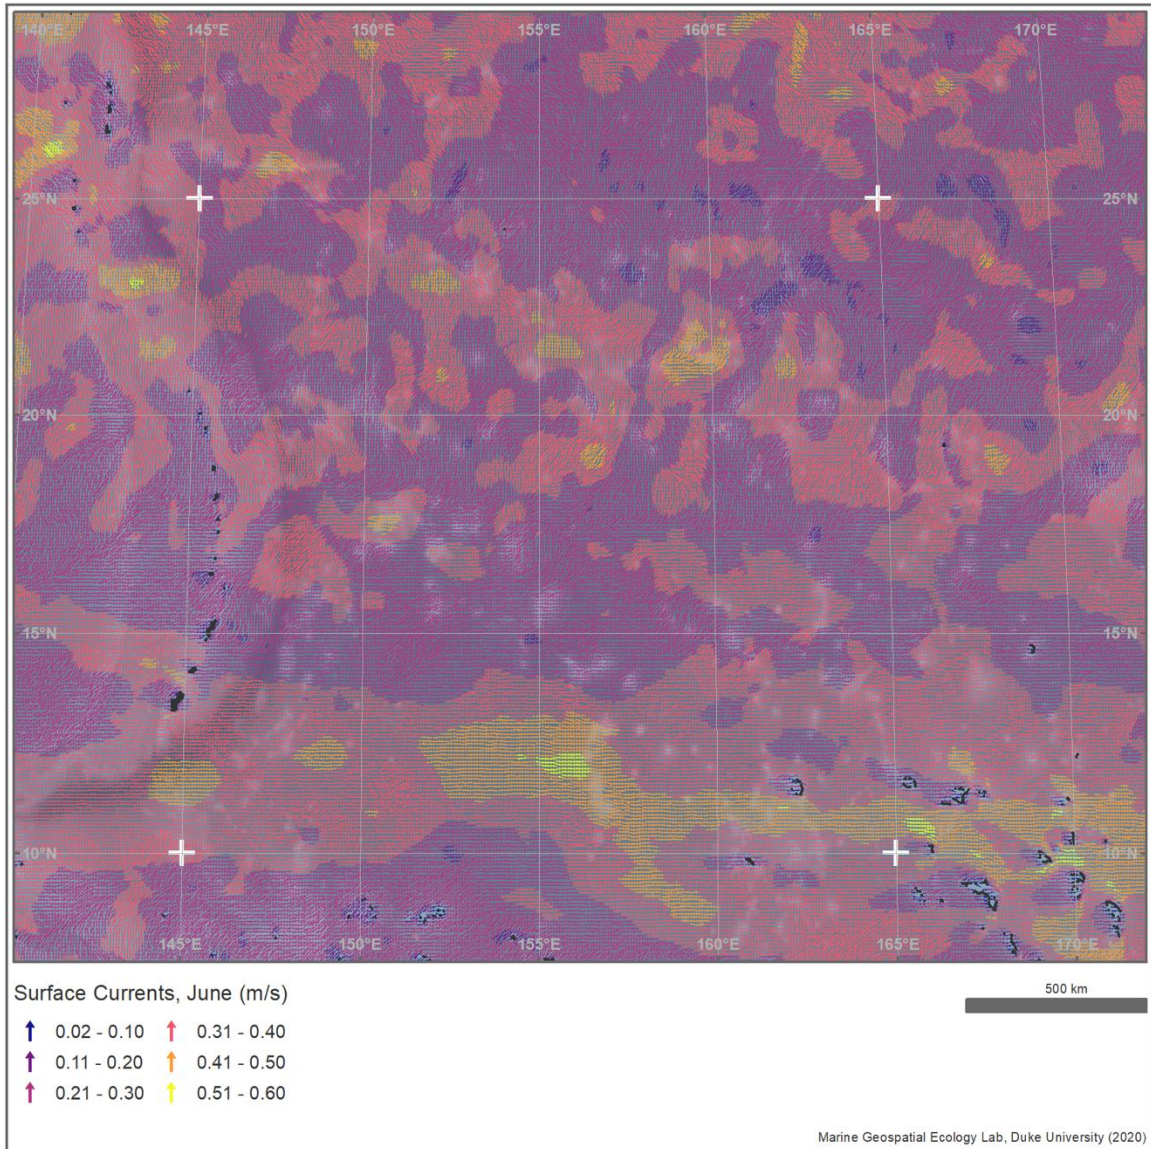 140°E 145°E 150°E 155°E 160°E 165°E 170°E
25°N 25°N
20°N 20°N
15°N 15°N
10°N 10°N
145°E 150°E 155°E 160°E 165°E 170°E
Surface Currents, June (m/s)
500 km
0.02 - 0.10 0.31 - 0.40
0.11 - 0.20 0.41 - 0.50
0.21 - 0.30 0.51 - 0.60
Marine Geospatial Ecology Lab, Duke University (2020)